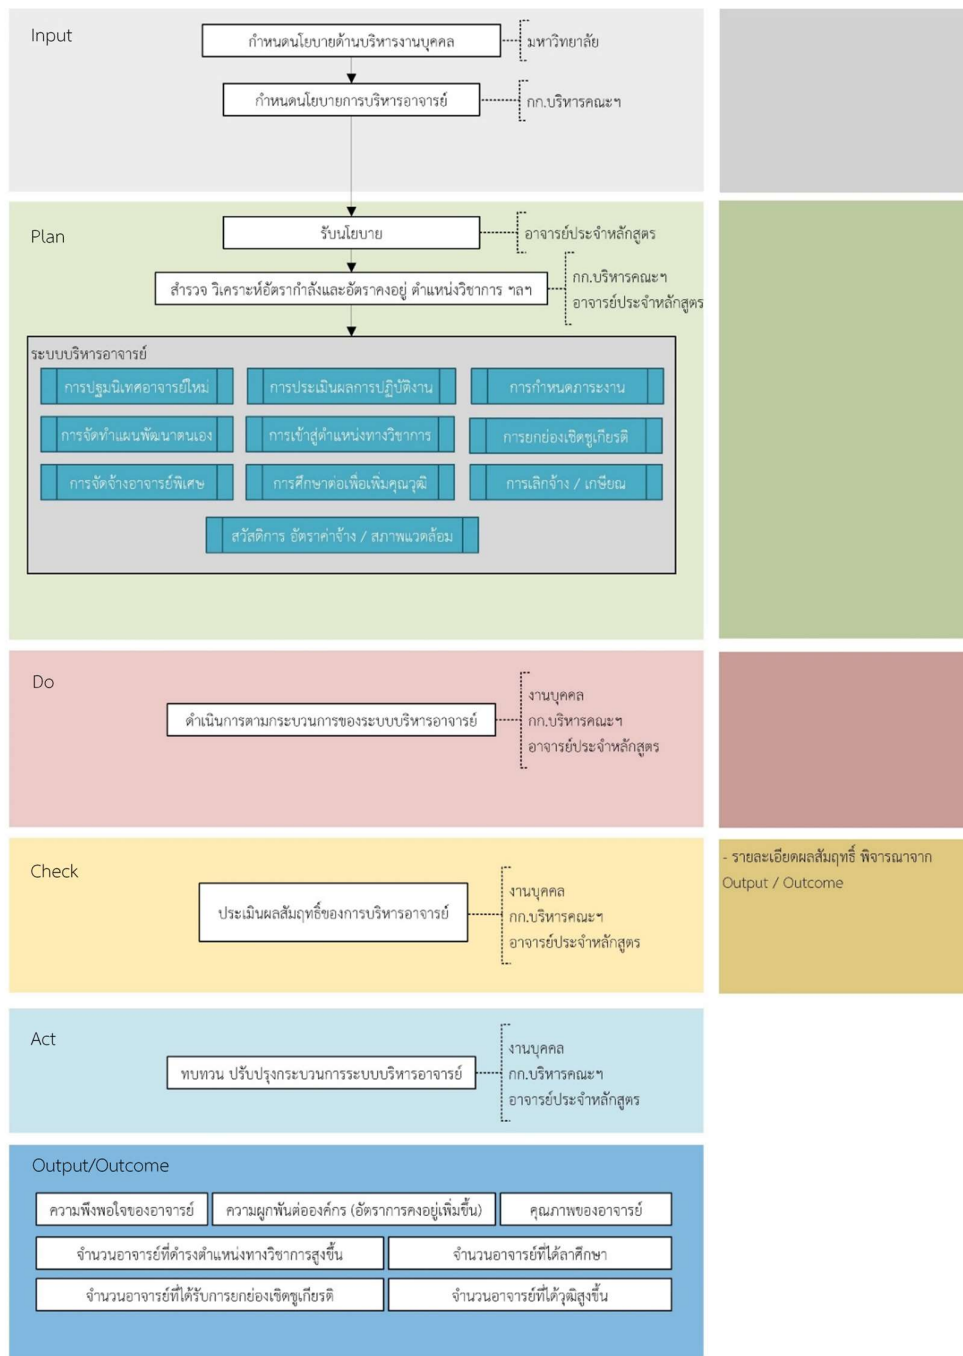 Input
กำหนดนโยบายด้านบริหารงานบุคคล
มหาวิทยาลัย
กำหนดนโยบายการบริหารอาจารย์
กก.บริหารคณะฯ
Plan
รับนโยบาย
อาจารย์ประจำหลักสูตร
สำรวจ วิเคราะห์อัตรากำลังและอัตราคงอยู่ ตำแหน่งวิชาการ ฯลฯ
กก.บริหารคณะฯ
อาจารย์ประจำหลักสูตร
ระบบบริหารอาจารย์
การปฐมนิเทศอาจารย์ใหม่
การประเมินผลการปฏิบัติงาน
การกำหนดภาระงาน
การจัดทำแผนพัฒนาตนเอง
การเข้าสู่ตำแหน่งทางวิชาการ
การยกย่องเชิดชูเกียรติ
การจัดจ้างอาจารย์พิเศษ
การศึกษาต่อเพื่อเพิ่มคุณวุฒิ
การเลิกจ้าง / เกษียณ
สวัสดิการ อัตราค่าจ้าง / สภาพแวดล้อม
Do
ดำเนินการตามกระบวนการของระบบบริหารอาจารย์
งานบุคคล
กก.บริหารคณะฯ
อาจารย์ประจำหลักสูตร
Check
ประเมินผลสัมฤทธิ์ของการบริหารอาจารย์
งานบุคคล
กก.บริหารคณะฯ
อาจารย์ประจำหลักสูตร
- รายละเอียดผลสัมฤทธิ์ พิจารณาจาก
Output / Outcome
Act
ทบทวน ปรับปรุงกระบวนการระบบบริหารอาจารย์
งานบุคคล
กก.บริหารคณะฯ
อาจารย์ประจำหลักสูตร
Output/Outcome
ความพึงพอใจของอาจารย์
ความผูกพันต่อองค์กร (อัตราการคงอยู่เพิ่มขึ้น)
คุณภาพของอาจารย์
จำนวนอาจารย์ที่ดำรงตำแหน่งทางวิชาการสูงขึ้น
จำนวนอาจารย์ที่ได้ลาศึกษา
จำนวนอาจารย์ที่ได้รับการยกย่องเชิดชูเกียรติ
จำนวนอาจารย์ที่ได้วุฒิสูงขึ้น